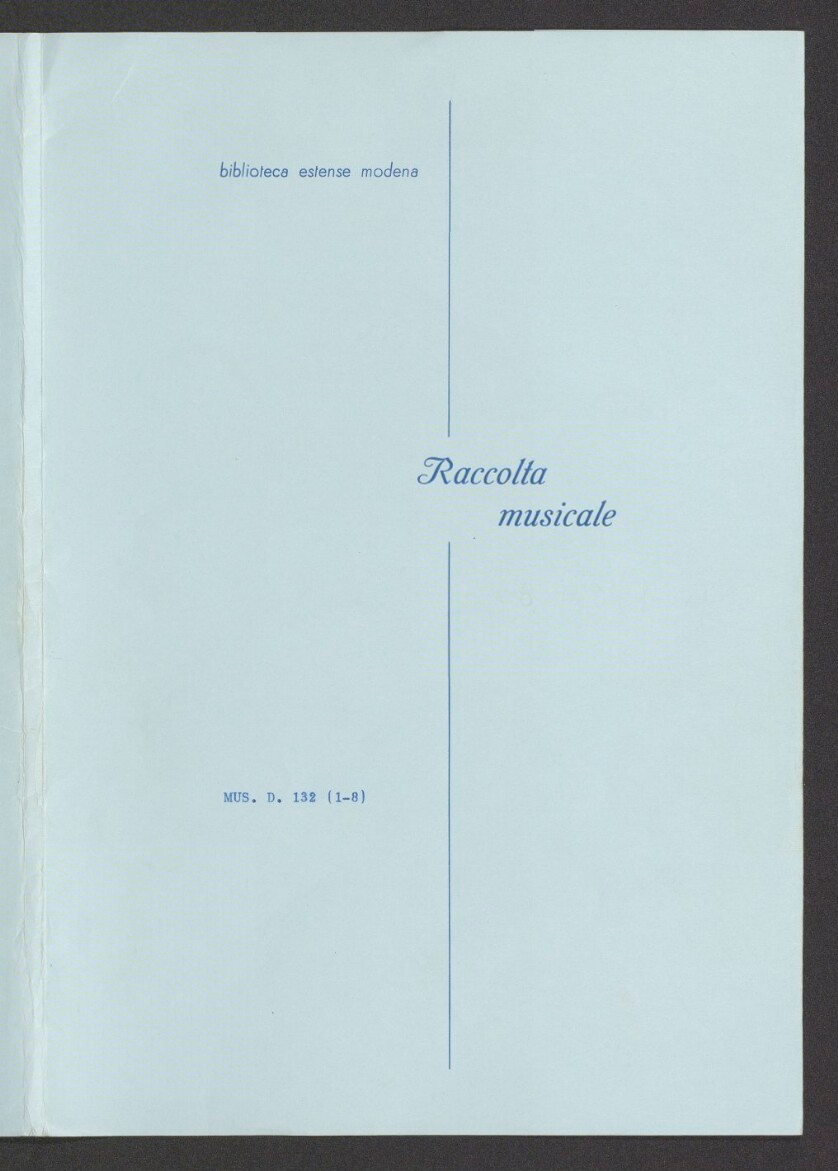 biblioteca estense modena
Raccolta
musicale
MUS. D. 132 (1-8)